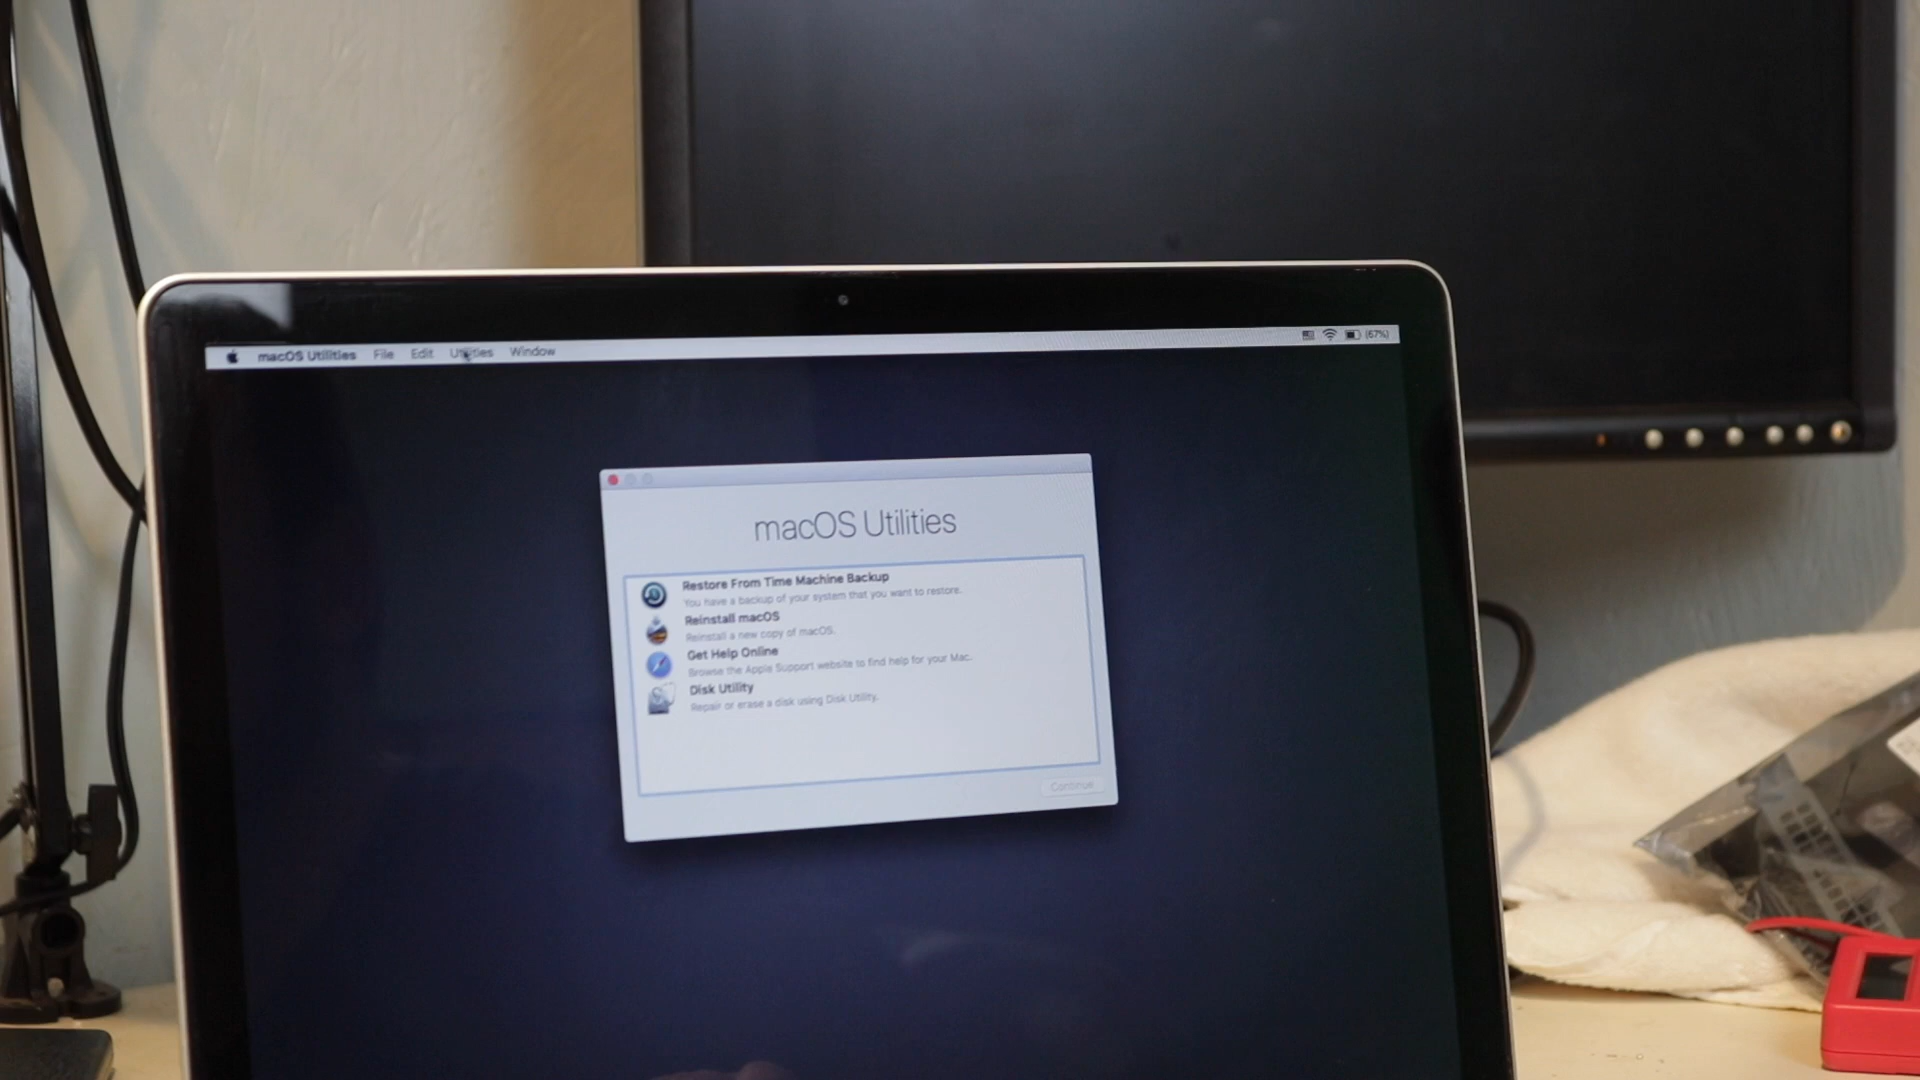 macOS Utilities File Edit Utilities Window (67%)
macOS Utilities
Restore From Time Machine Backup
You have a backup of your system that you want to restore.
Reinstall macOS
Reinstall a new copy of macOS.
Get Help Online
Browse the Apple Support website to find help for your Mac.
Disk Utility
Repair or erase a disk using Disk Utility.
Continue